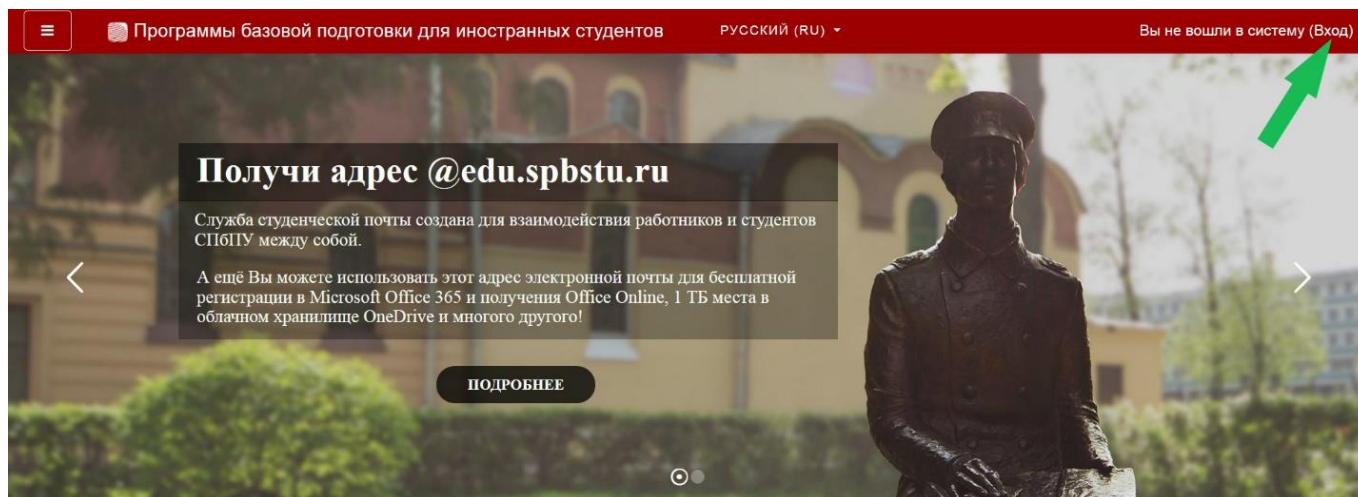 Программы базовой подготовки для иностранных студентов
РУССКИЙ (RU)
Вы не вошли в систему (Вход)
Получи адрес @edu.spbstu.ru
Служба студенческой почты создана для взаимодействия работников и студентов
СПбПУ между собой.
А ещё Вы можете использовать этот адрес электронной почты для бесплатной
регистрации в Microsoft Office 365 и получения Office Online, 1 ТБ места в
облачном хранилище OneDrive и многого другого!
ПОДРОБНЕЕ